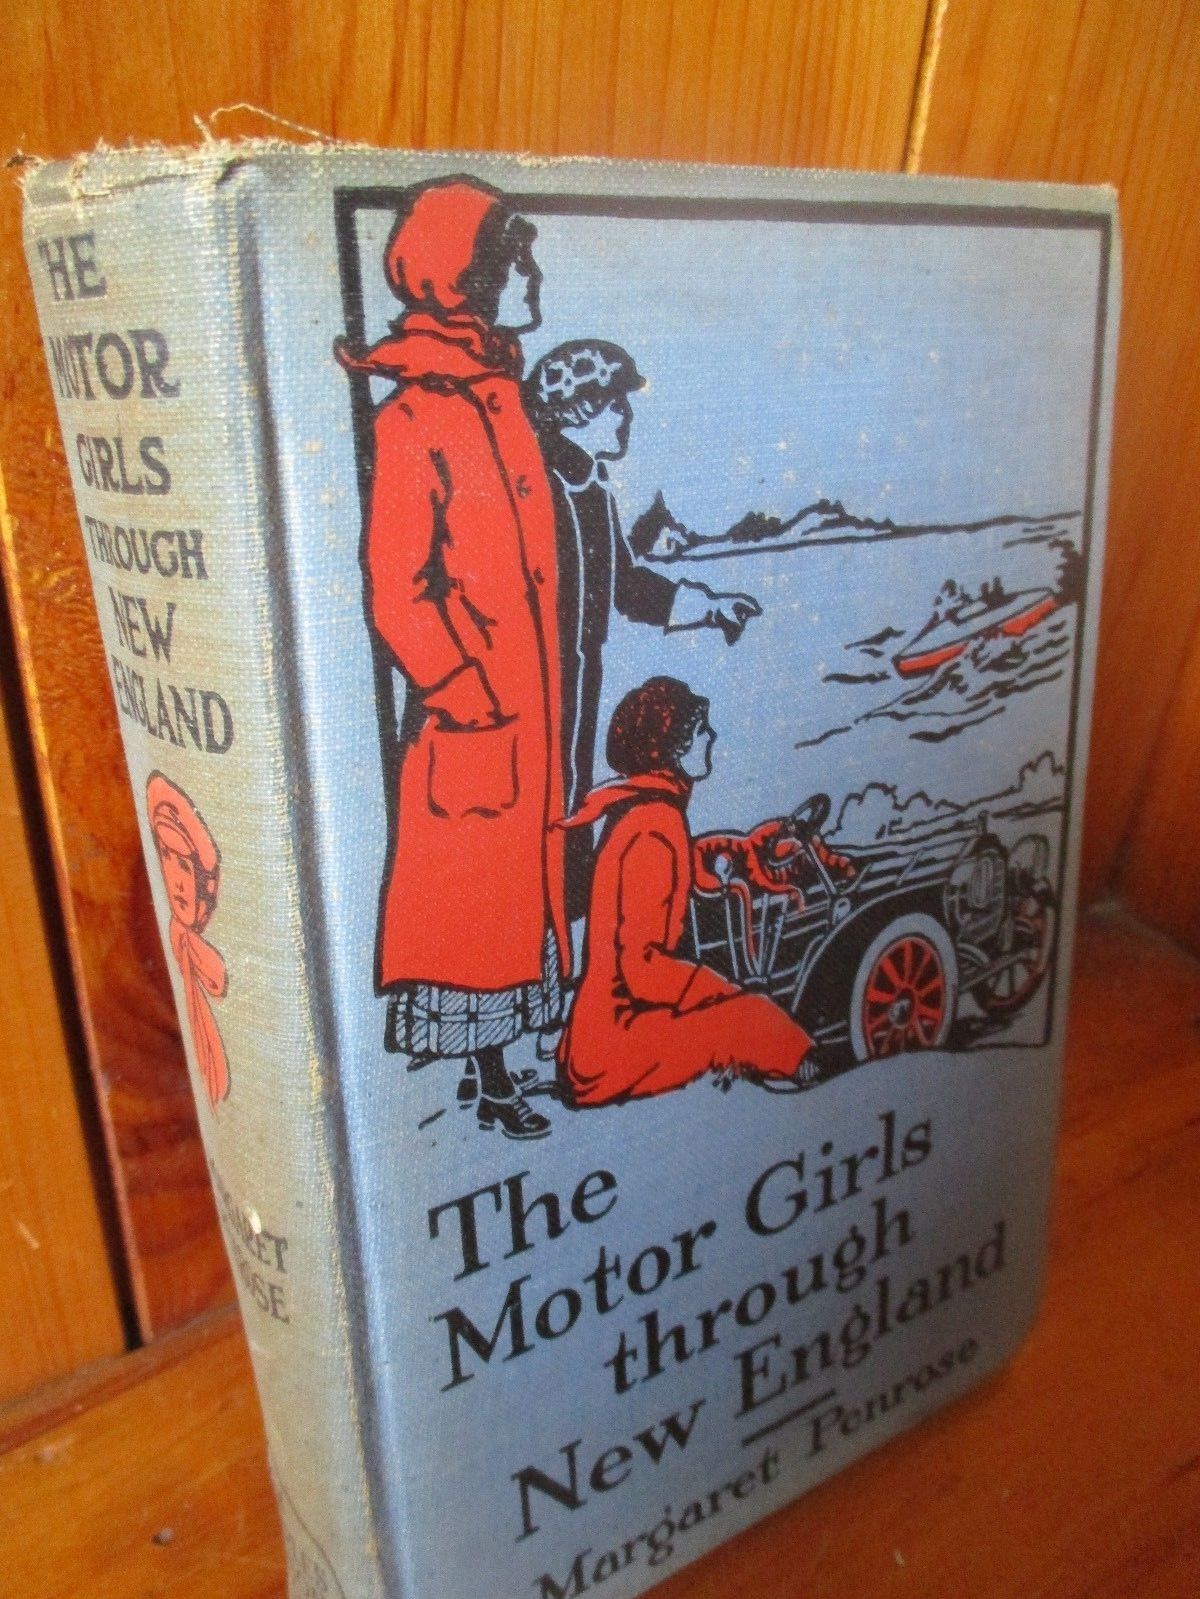 HE
MOTOR
GIRLS
THROUGH
NEW
ENGLAND
The
Motor Girls
through
New England
Margaret Penrose